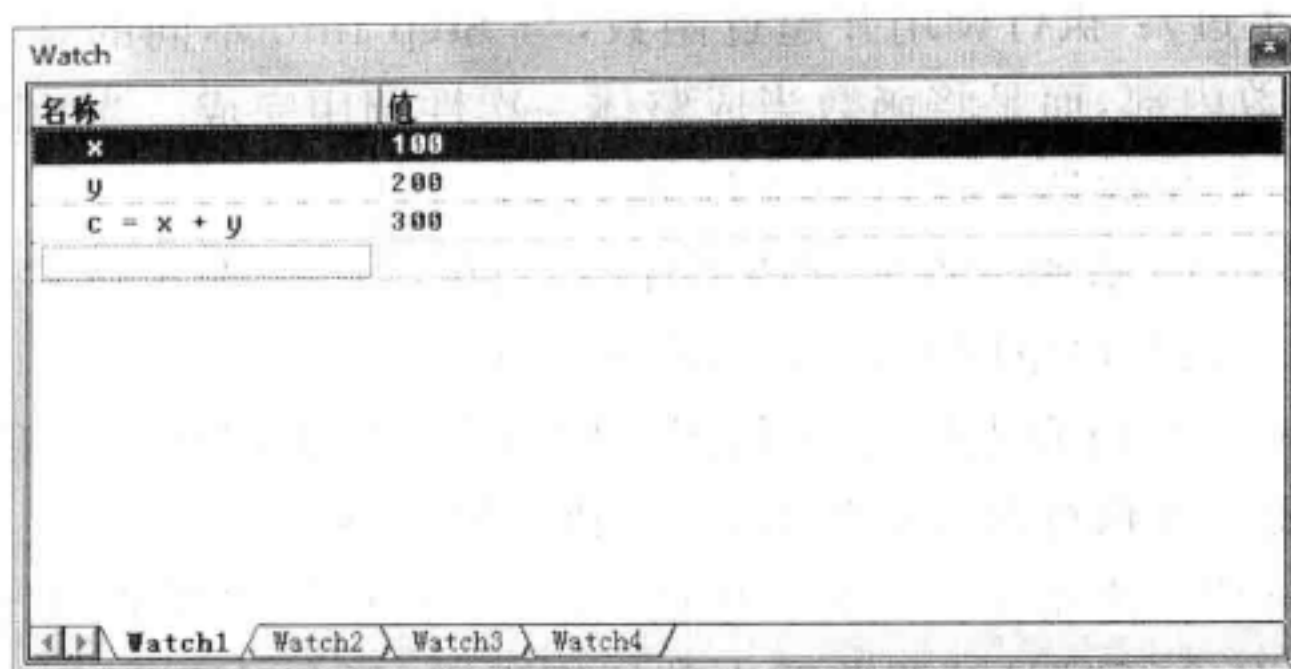 Watch
名称 值
x 100
y 200
c = x + y 300
Watch1 Watch2 Watch3 Watch4